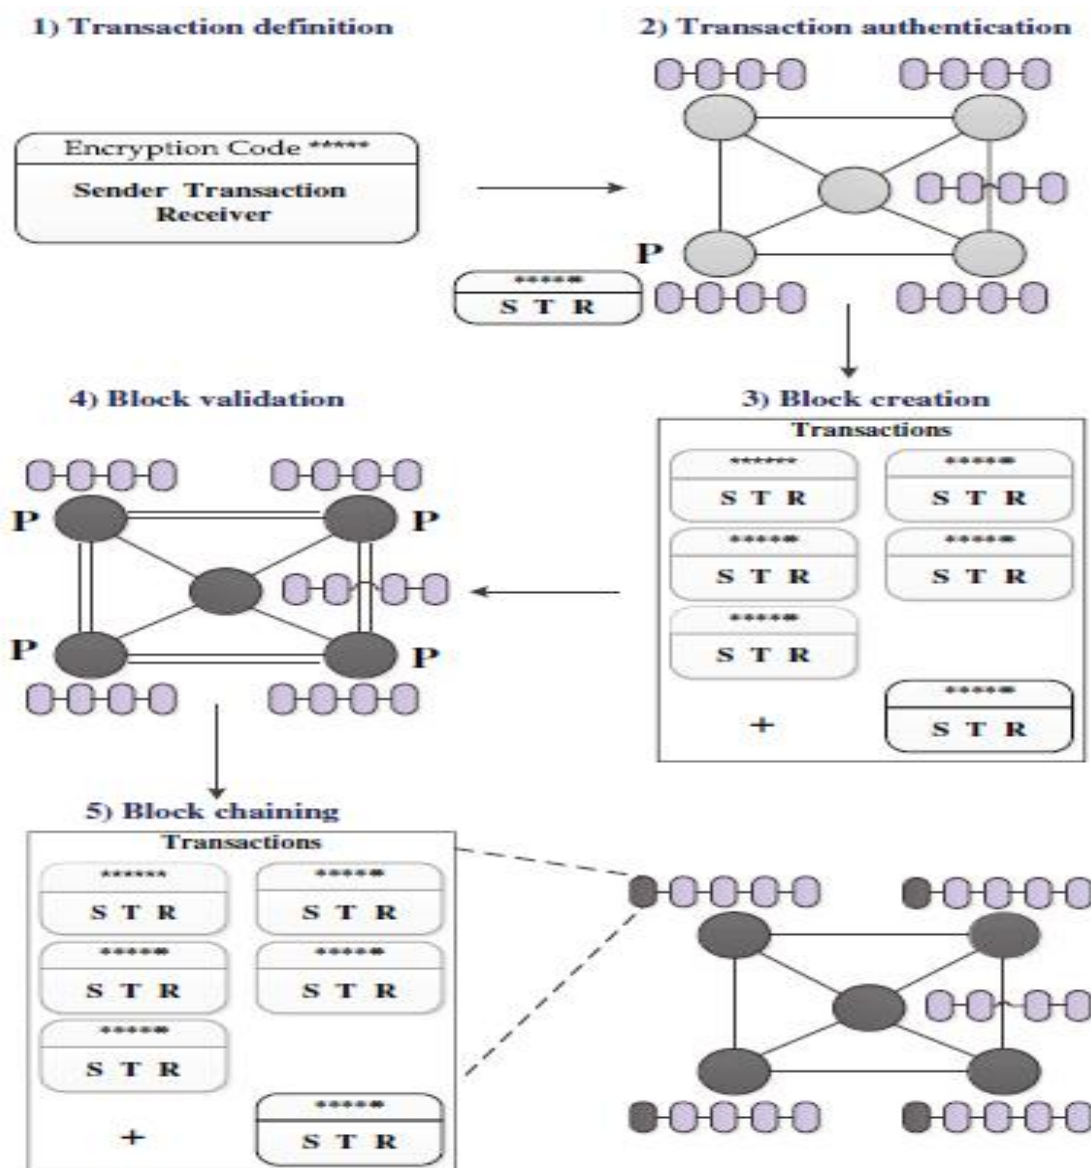 1) Transaction definition
2) Transaction authentication
Encryption Code *****
Sender Transaction
Receiver
P
******
S T R
4) Block validation
3) Block creation
Transactions
******
S T R
******
S T R
******
S T R
******
S T R
******
S T R
+
******
S T R
P
P
P
P
5) Block chaining
Transactions
******
S T R
******
S T R
******
S T R
******
S T R
******
S T R
+
******
S T R